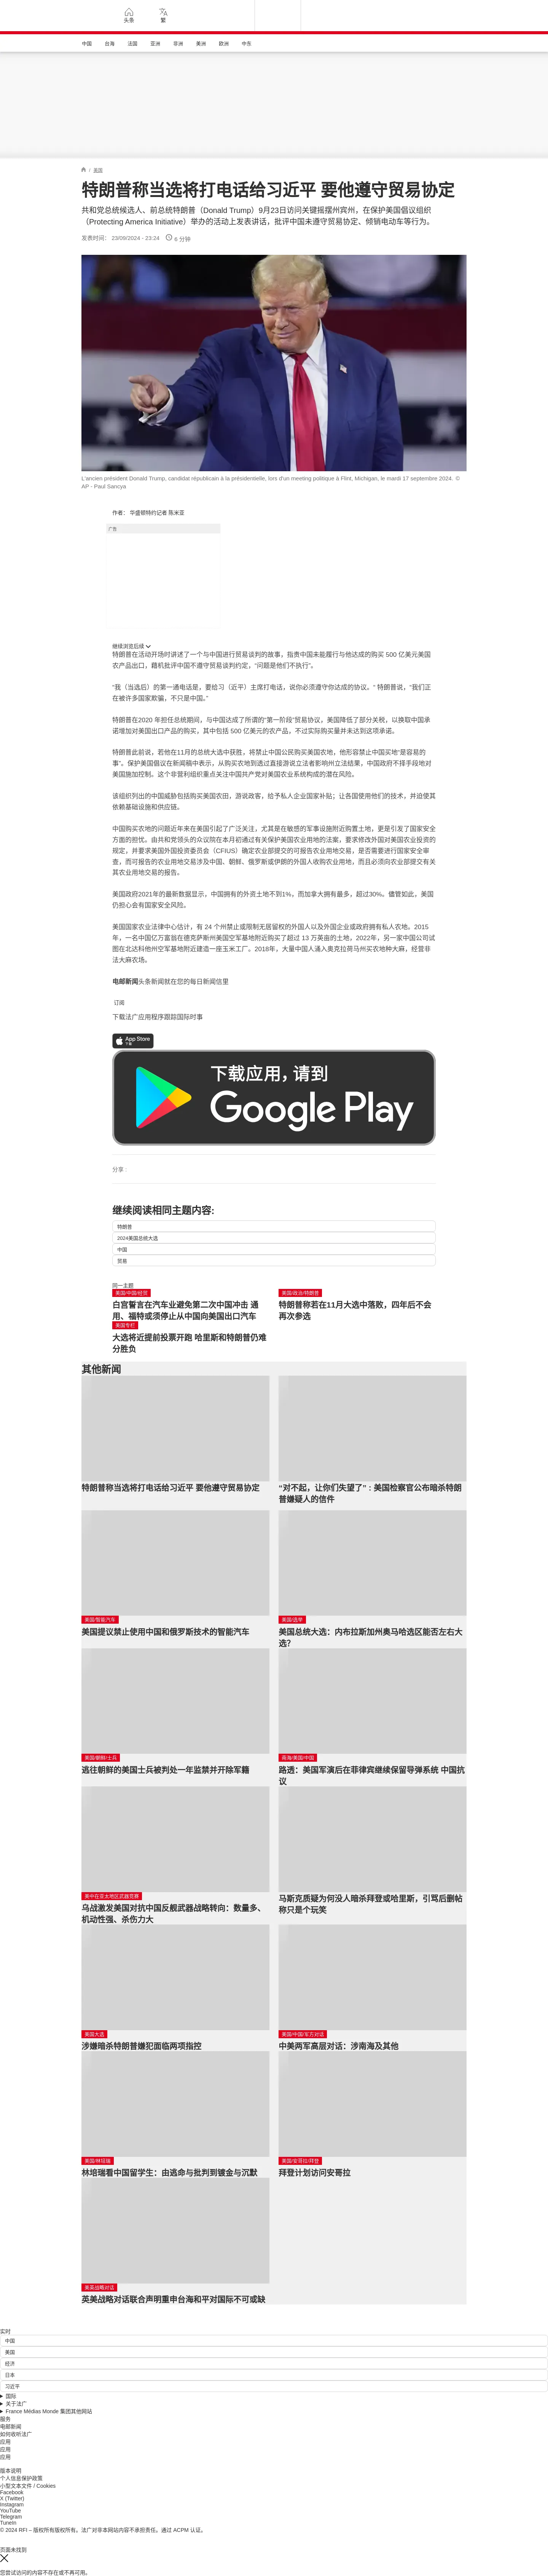 头条
繁
中国 台海 法国 亚洲 非洲 美洲 欧洲 中东
/ 美国
特朗普称当选将打电话给习近平 要他遵守贸易协定
共和党总统候选人、前总统特朗普（Donald Trump）9月23日访问关键摇摆州宾州，在保护美国倡议组织
（Protecting America Initiative）举办的活动上发表讲话，批评中国未遵守贸易协定、倾销电动车等行为。
发表时间： 23/09/2024 - 23:24 6 分钟
L'ancien président Donald Trump, candidat républicain à la présidentielle, lors d'un meeting politique à Flint, Michigan, le mardi 17 septembre 2024. ©
AP - Paul Sancya
作者： 华盛顿特约记者 陈米亚
广告
继续浏览后续
特朗普在活动开场时讲述了一个与中国进行贸易谈判的故事，指责中国未能履行与他达成的购买 500 亿美元美国
农产品出口，藉机批评中国不遵守贸易谈判约定，“问题是他们不执行”。
“我（当选后）的第一通电话是，要给习（近平）主席打电话，说你必须遵守你达成的协议。“ 特朗普说，“我们正
在被许多国家欺骗，不只是中国。”
特朗普在2020 年担任总统期间，与中国达成了所谓的“第一阶段”贸易协议，美国降低了部分关税，以换取中国承
诺增加对美国出口产品的购买，其中包括 500 亿美元的农产品，不过实际购买量并未达到这项承诺。
特朗普此前说，若他在11月的总统大选中获胜，将禁止中国公民购买美国农地，他形容禁止中国买地“是容易的
事”。保护美国倡议在新闻稿中表示，从购买农地到透过直接游说立法者影响州立法结果，中国政府不择手段地对
美国施加控制。这个非营利组织重点关注中国共产党对美国农业系统构成的潜在风险。
该组织列出的中国威胁包括购买美国农田，游说政客，给予私人企业国家补贴；让各国使用他们的技术，并迫使其
依赖基础设施和供应链。
中国购买农地的问题近年来在美国引起了广泛关注，尤其是在敏感的军事设施附近购置土地，更是引发了国家安全
方面的担忧。由共和党领头的众议院在本月初通过有关保护美国农业用地的法案，要求修改外国对美国农业投资的
规定，并要求美国外国投资委员会（CFIUS）确定农业部提交的可报告农业用地交易，是否需要进行国家安全审
查，而可报告的农业用地交易涉及中国、朝鲜、俄罗斯或伊朗的外国人收购农业用地，而且必须向农业部提交有关
其农业用地交易的报告。
美国政府2021年的最新数据显示，中国拥有的外资土地不到1%，而加拿大拥有最多，超过30%。儘管如此，美国
仍担心会有国家安全风险。
美国国家农业法律中心估计，有 24 个州禁止或限制无居留权的外国人以及外国企业或政府拥有私人农地。2015
年，一名中国亿万富翁在德克萨斯州美国空军基地附近购买了超过 13 万英亩的土地，2022年，另一家中国公司试
图在北达科他州空军基地附近建造一座玉米工厂。2018年，大量中国人涌入奥克拉荷马州买农地种大麻，经营非
法大麻农场。
电邮新闻头条新闻就在您的每日新闻信里
订阅
下载法广应用程序跟踪国际时事
App Store
下载
下载应用，请到
Google Play
分享 :
继续阅读相同主题内容:
特朗普
2024美国总统大选
中国
贸易
同一主题
美国/中国/经贸
白宫誓言在汽车业避免第二次中国冲击 通
用、福特或须停止从中国向美国出口汽车
美国/政治/特朗普
特朗普称若在11月大选中落败，四年后不会
再次参选
美国专栏
大选将近提前投票开跑 哈里斯和特朗普仍难
分胜负
其他新闻
特朗普称当选将打电话给习近平 要他遵守贸易协定
“对不起，让你们失望了”：美国检察官公布暗杀特朗
普嫌疑人的信件
美国/智能汽车
美国提议禁止使用中国和俄罗斯技术的智能汽车
美国/选举
美国总统大选：内布拉斯加州奥马哈选区能否左右大
选？
美国/朝鲜/士兵
逃往朝鲜的美国士兵被判处一年监禁并开除军籍
南海/美国/中国
路透：美国军演后在菲律宾继续保留导弹系统 中国抗
议
美中在亚太地区武器竞赛
乌战激发美国对抗中国反舰武器战略转向：数量多、
机动性强、杀伤力大
马斯克质疑为何没人暗杀拜登或哈里斯，引骂后删帖
称只是个玩笑
美国大选
涉嫌暗杀特朗普嫌犯面临两项指控
美国/中国/军方对话
中美两军高层对话：涉南海及其他
美国/林培瑞
林培瑞看中国留学生：由逃命与批判到镀金与沉默
美国/安哥拉/拜登
拜登计划访问安哥拉
美英战略对话
英美战略对话联合声明重申台海和平对国际不可或缺
实时
中国
美国
经济
日本
习近平
国际
关于法广
France Médias Monde 集团其他网站
服务
电邮新闻
如何收听法广
应用
应用
应用
版本说明
个人信息保护政策
小型文本文件 / Cookies
Facebook
X (Twitter)
Instagram
YouTube
Telegram
TuneIn
© 2024 RFI – 版权所有版权所有。法广对非本网站内容不承担责任。通过 ACPM 认证。
页面未找到
您尝试访问的内容不存在或不再可用。